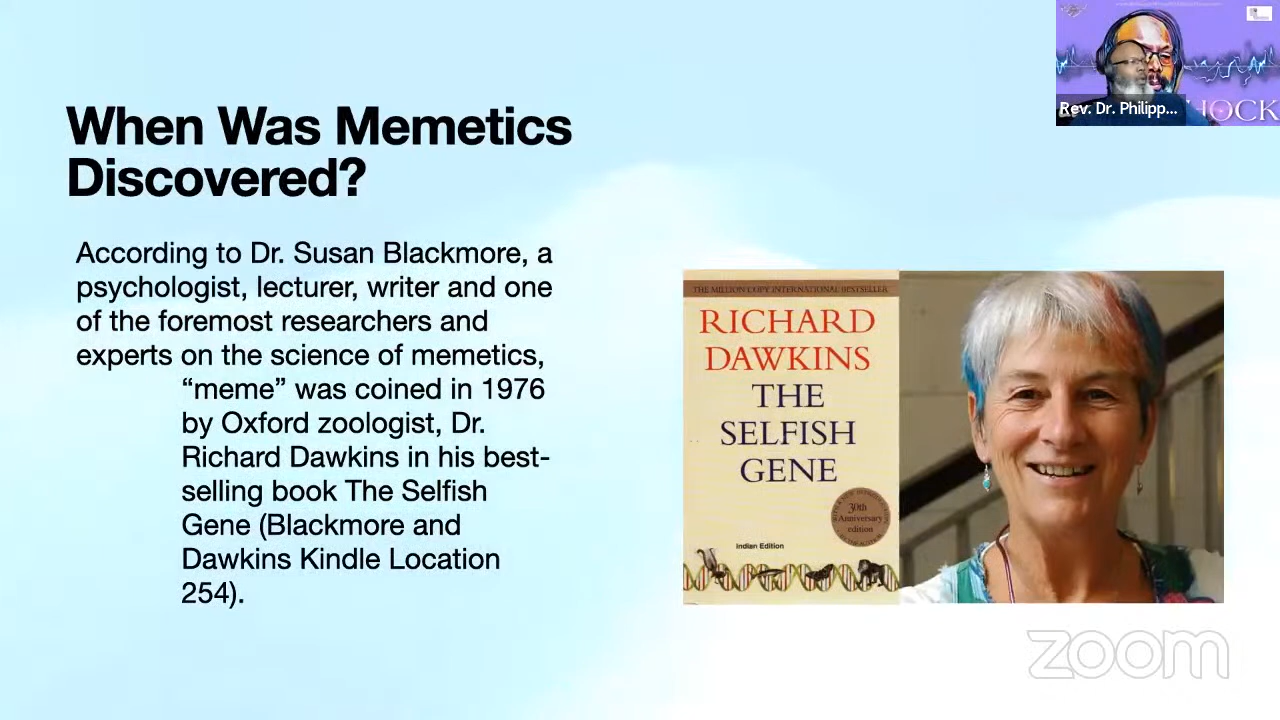 When Was Memetics
Discovered?
According to Dr. Susan Blackmore, a
psychologist, lecturer, writer and one
of the foremost researchers and
experts on the science of memetics,
“meme” was coined in 1976
by Oxford zoologist, Dr.
Richard Dawkins in his best-
selling book The Selfish
Gene (Blackmore and
Dawkins Kindle Location
254).
THE MILLION COPY INTERNATIONAL BESTSELLER
RICHARD
DAWKINS
THE
SELFISH
GENE
30th
Anniversary
edition
Indian Edition
Rev. Dr. Philipp...
HOCK
zoom